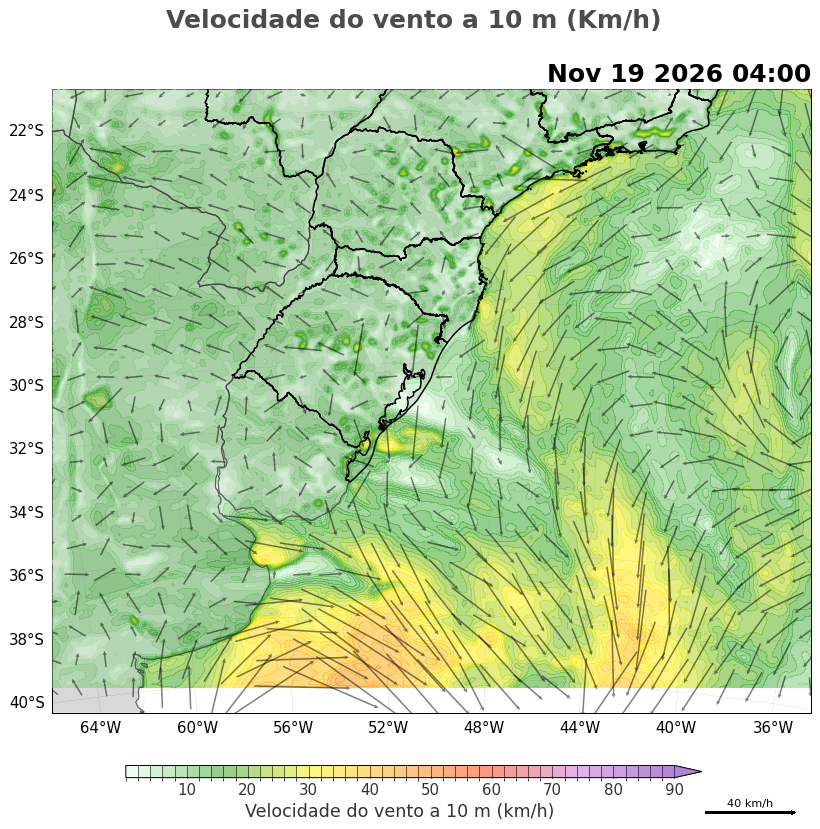 Velocidade do vento a 10 m (Km/h)
Nov 19 2026 04:00
22°S
24°S
26°S
28°S
30°S
32°S
34°S
36°S
38°S
40°S
64°W 60°W 56°W 52°W 48°W 44°W 40°W 36°W
10 20 30 40 50 60 70 80 90
Velocidade do vento a 10 m (km/h)
40 km/h